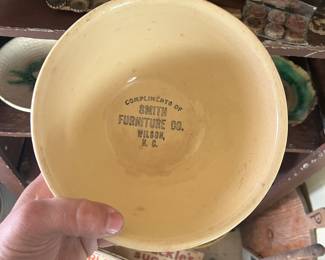 COMPLIMENTS OF
SMITH
FURNITURE CO.
WILSON,
N. C.